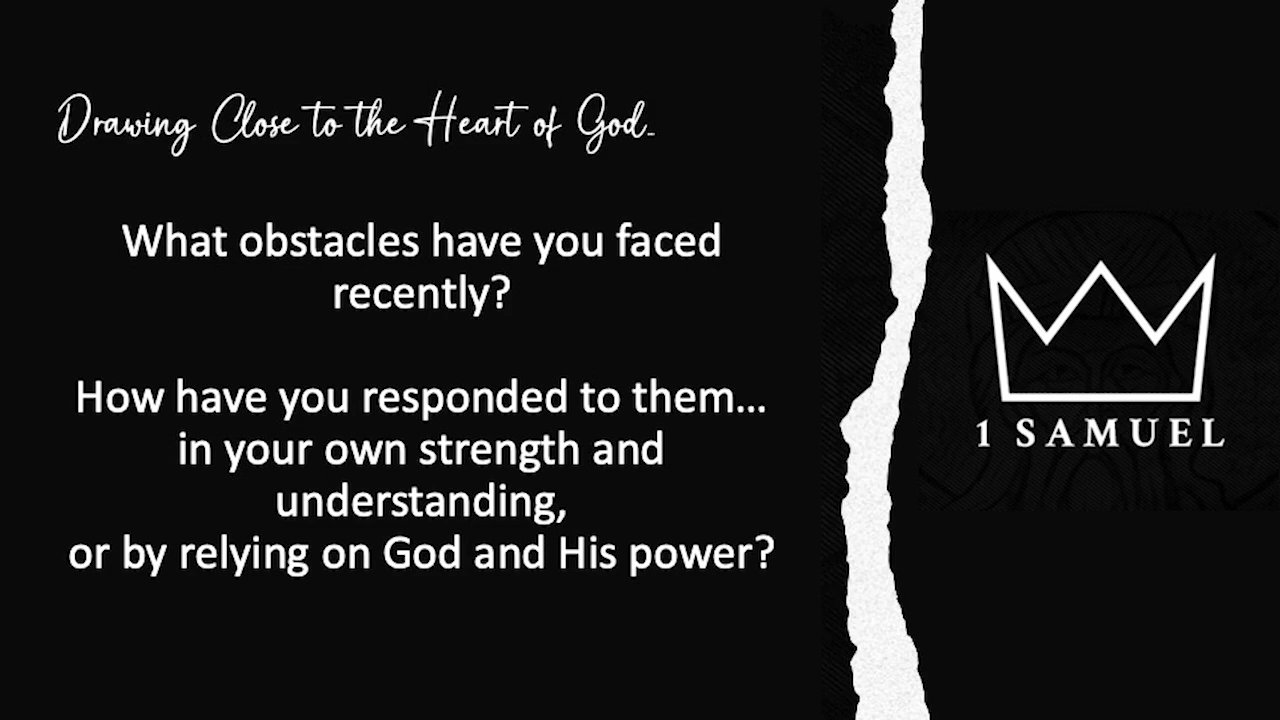 Drawing Close to the Heart of God...
What obstacles have you faced
recently?
How have you responded to them...
in your own strength and
understanding,
or by relying on God and His power?
1 SAMUEL